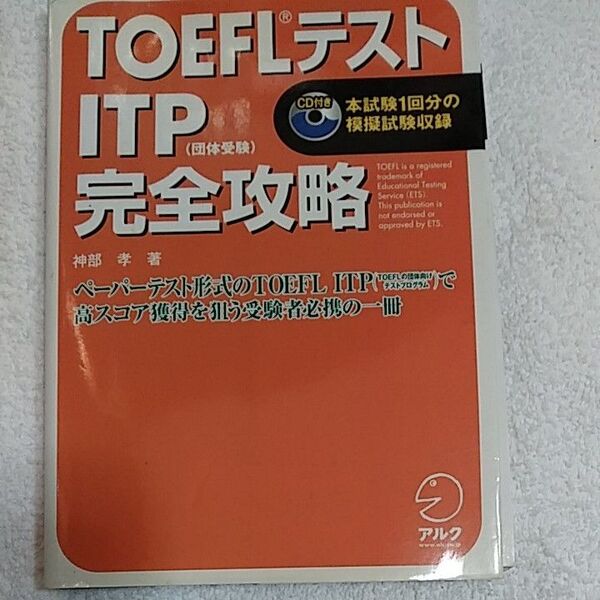 TOEFL®テスト
ITP(団体受験)
完全攻略
CD付き
本試験1回分の
模擬試験収録
TOEFL is a registered
trademark of
Educational Testing
Service (ETS).
This publication is
not endorsed or
approved by ETS.
神部 孝 著
ペーパーテスト形式のTOEFL ITP(TOEFLの団体向けテストプログラム)で
高スコア獲得を狙う受験者必携の一冊
アルク
www.alc.co.jp